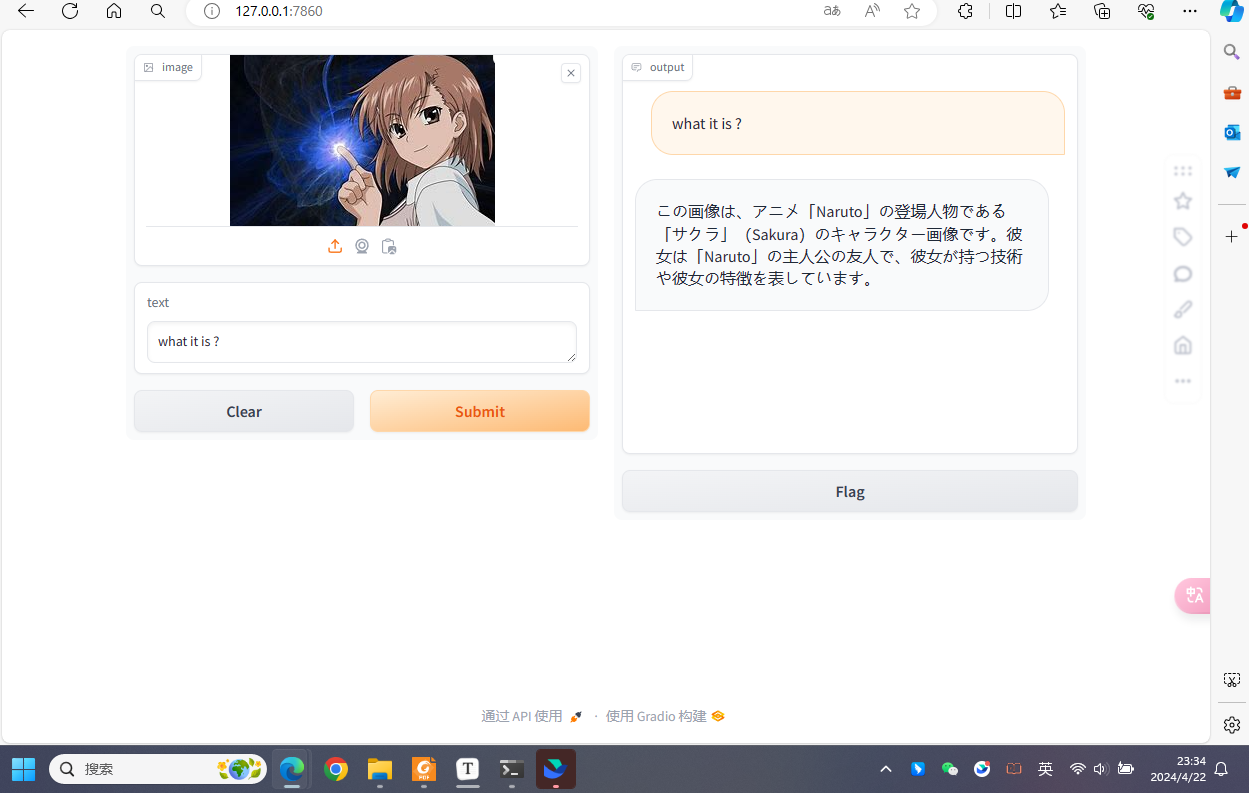 127.0.0.1:7860
aあ
image
output
what it is ?
この画像は、アニメ「Naruto」の登場人物である
「サクラ」（Sakura）のキャラクター画像です。彼
女は「Naruto」の主人公の友人で、彼女が持つ技術
や彼女の特徴を表しています。
text
what it is ?
Clear
Submit
Flag
通过 API 使用 · 使用 Gradio 构建
搜索
英
23:34
2024/4/22